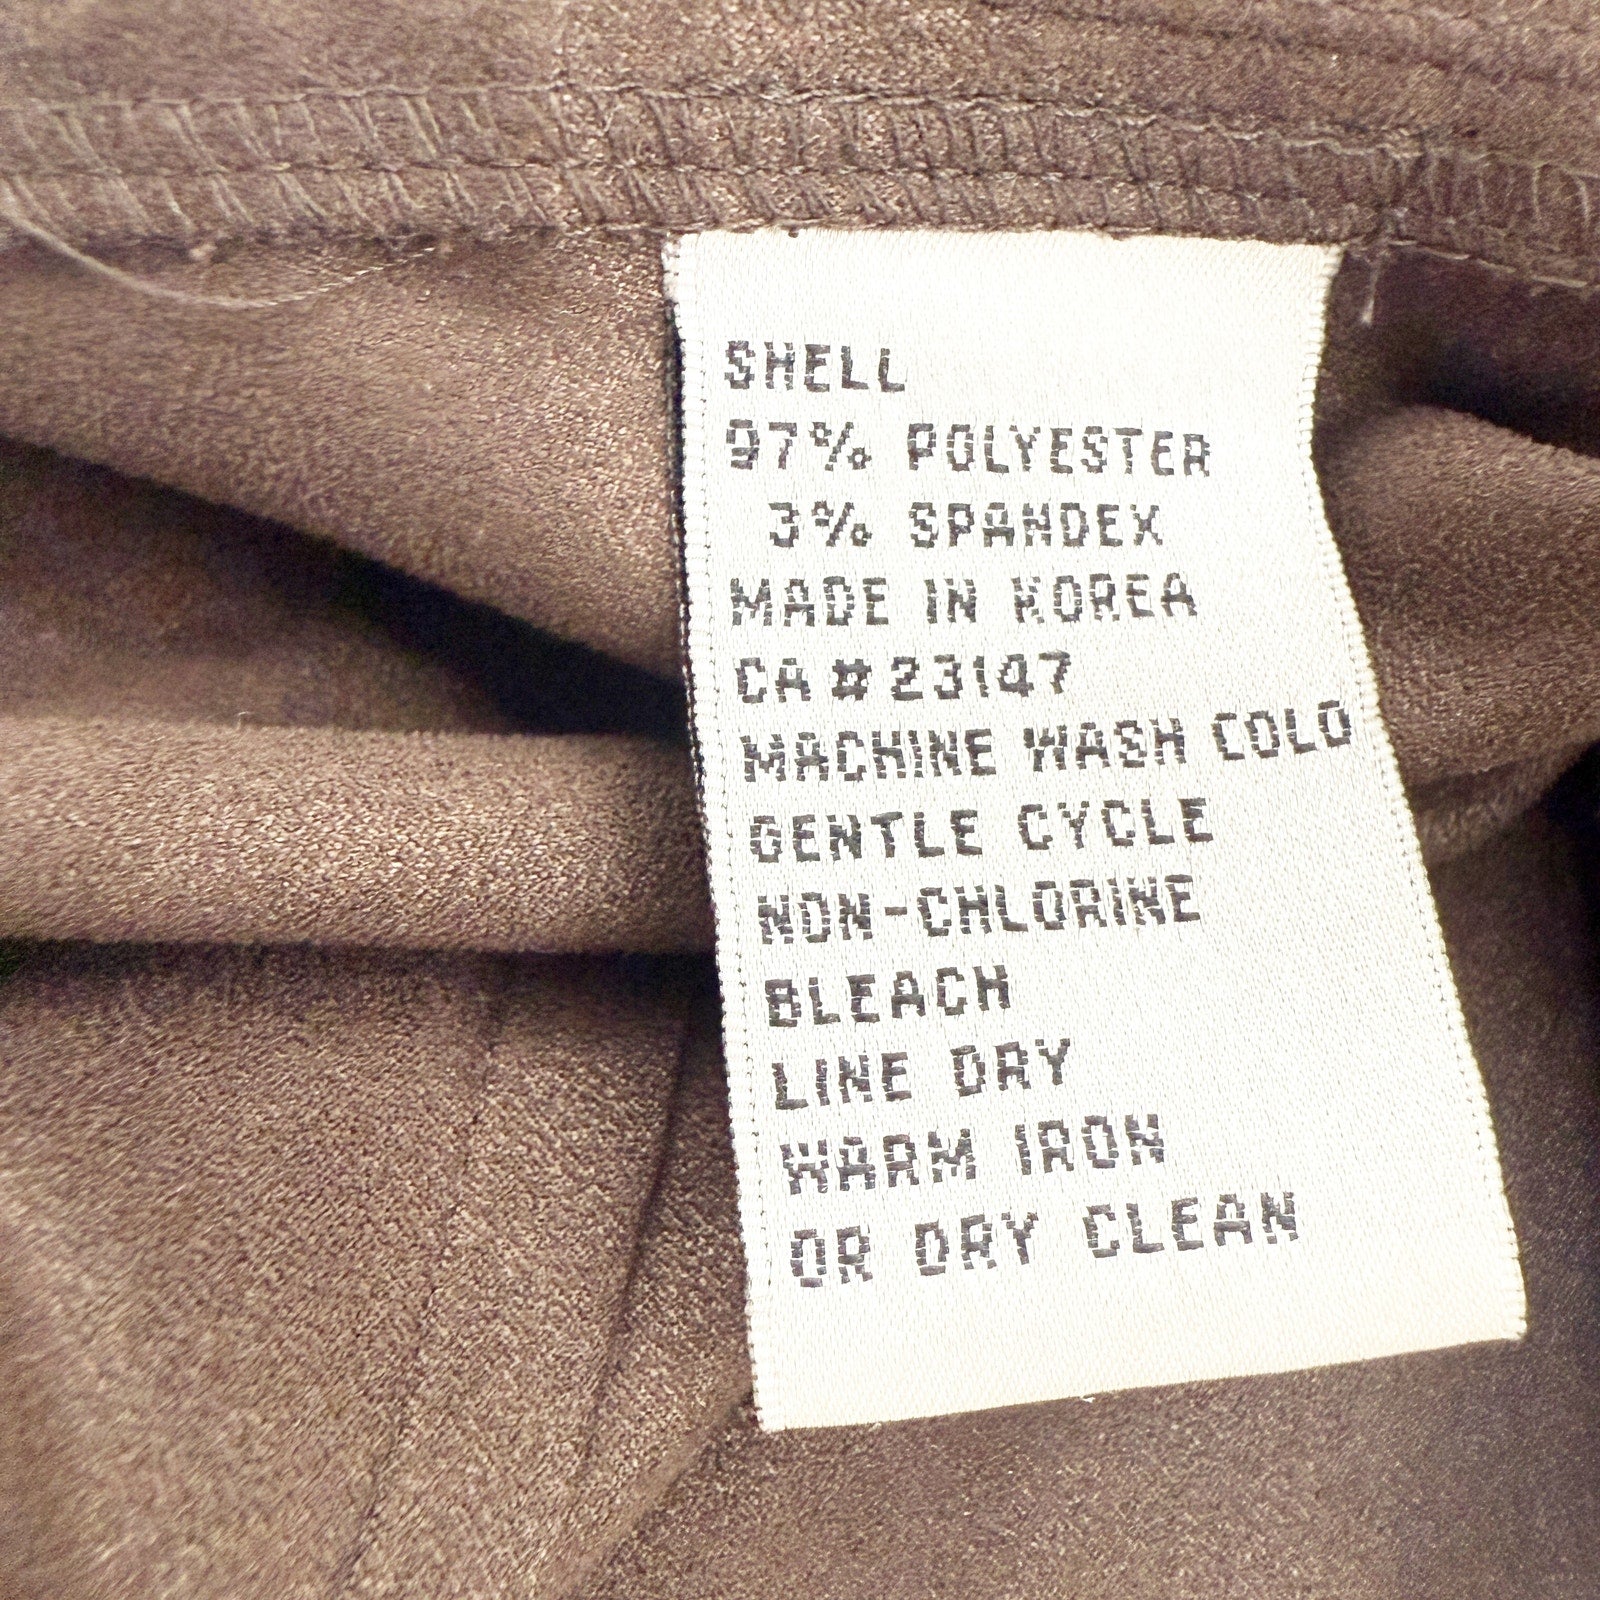 SHELL
97% POLYESTER
3% SPANDEX
MADE IN KOREA
CA#23147
MACHINE WASH COLD
GENTLE CYCLE
NON-CHLORINE
BLEACH
LINE DRY
WARM IRON
OR DRY CLEAN